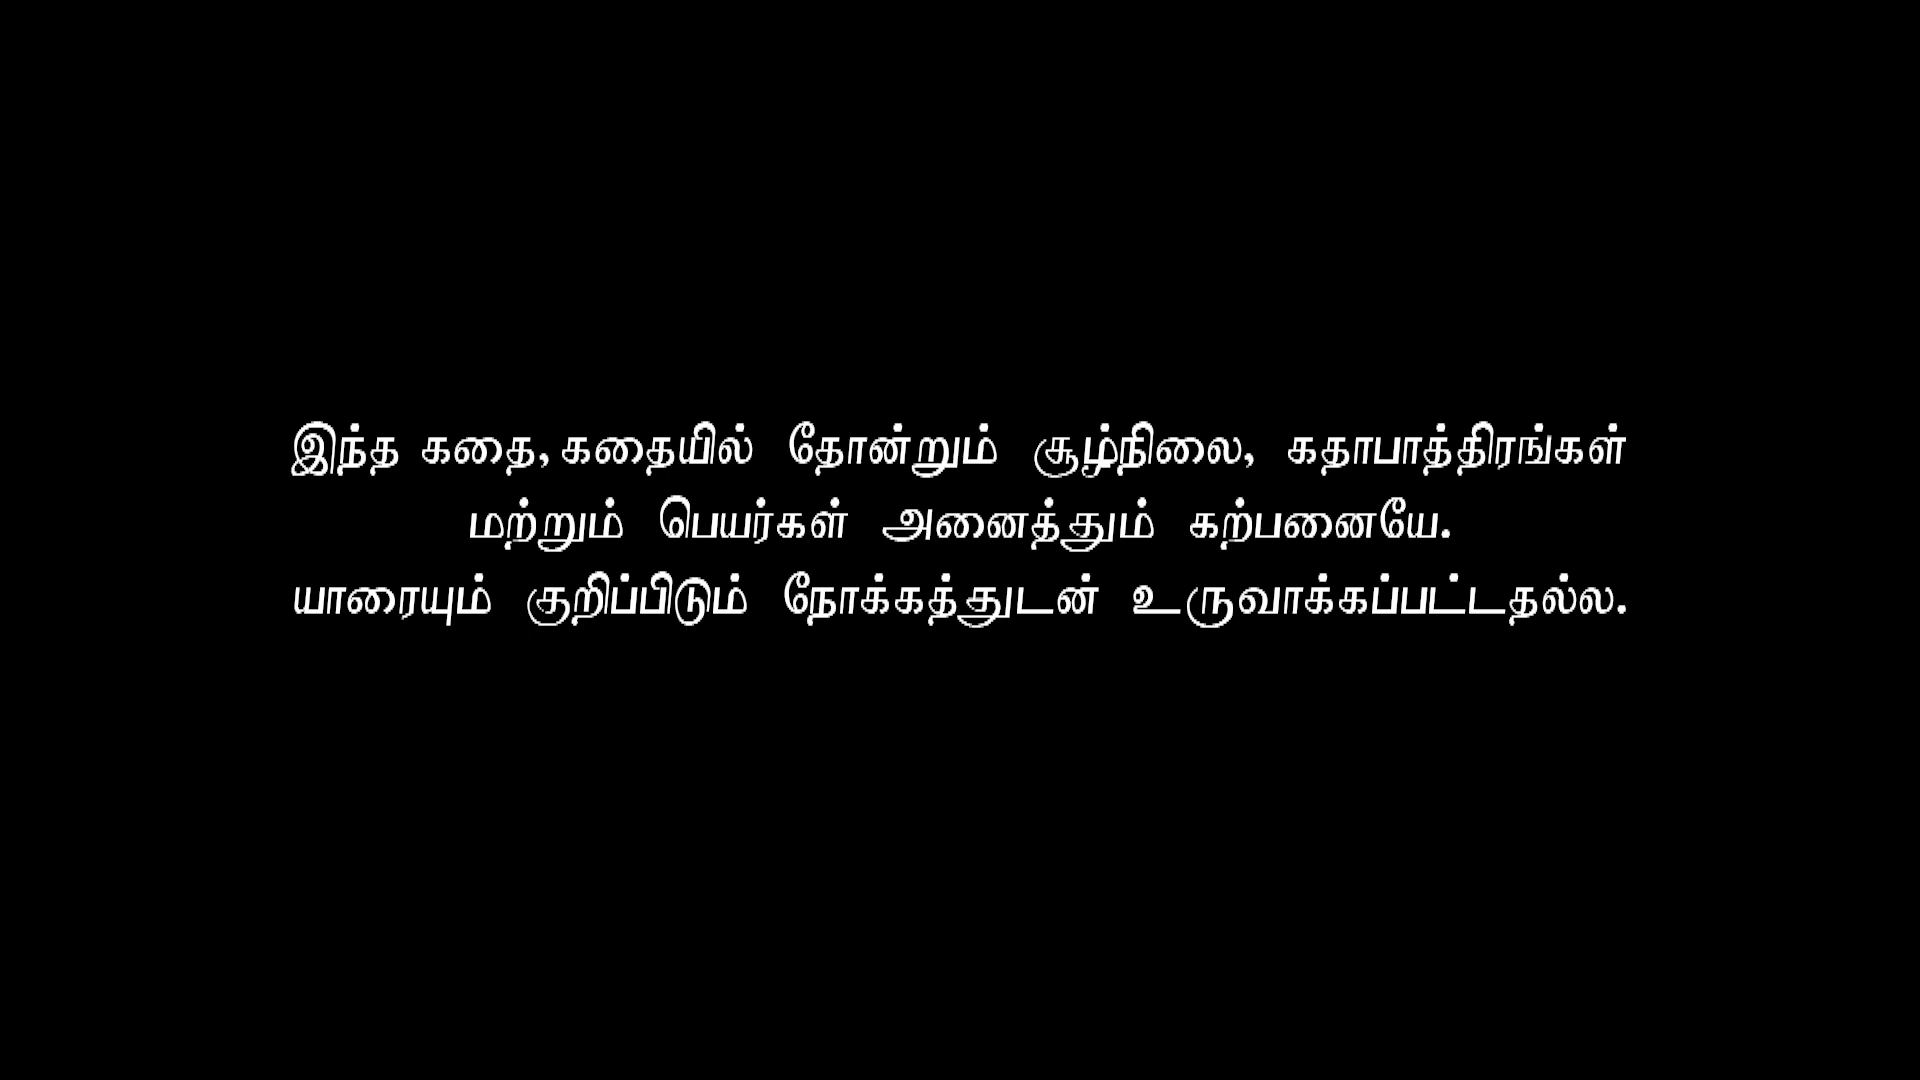 இந்த கதை, கதையில் தோன்றும் சூழ்நிலை, கதாபாத்திரங்கள்
மற்றும் பெயர்கள் அனைத்தும் கற்பனையே.
யாரையும் குறிப்பிடும் நோக்கத்துடன் உருவாக்கப்பட்டதல்ல.